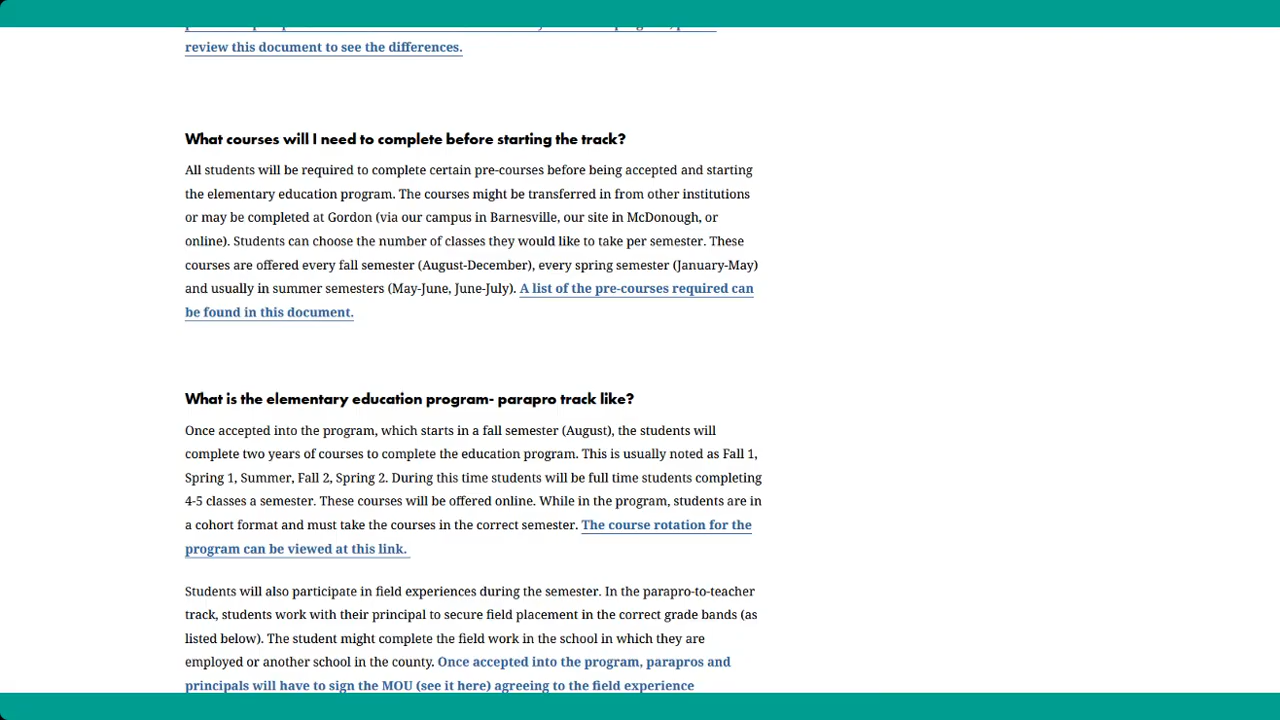 review this document to see the differences.
What courses will I need to complete before starting the track?
All students will be required to complete certain pre-courses before being accepted and starting
the elementary education program. The courses might be transferred in from other institutions
or may be completed at Gordon (via our campus in Barnesville, our site in McDonough, or
online). Students can choose the number of classes they would like to take per semester. These
courses are offered every fall semester (August-December), every spring semester (January-May)
and usually in summer semesters (May-June, June-July). A list of the pre-courses required can
be found in this document.
What is the elementary education program- parapro track like?
Once accepted into the program, which starts in a fall semester (August), the students will
complete two years of courses to complete the education program. This is usually noted as Fall 1,
Spring 1, Summer, Fall 2, Spring 2. During this time students will be full time students completing
4-5 classes a semester. These courses will be offered online. While in the program, students are in
a cohort format and must take the courses in the correct semester. The course rotation for the
program can be viewed at this link.
Students will also participate in field experiences during the semester. In the parapro-to-teacher
track, students work with their principal to secure field placement in the correct grade bands (as
listed below). The student might complete the field work in the school in which they are
employed or another school in the county. Once accepted into the program, parapros and
principals will have to sign the MOU (see it here) agreeing to the field experience